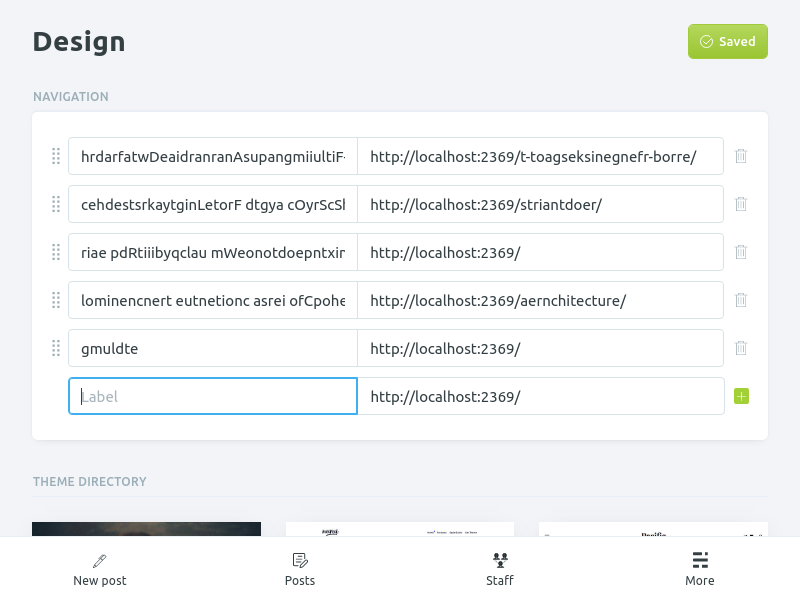 Design
Saved
NAVIGATION
hrdarfatwDeaidranranAsupangmiiultiF- http://localhost:2369/t-toagseksinegnefr-borre/
cehdestsrkaytginLetorF dtgya cOyrScSl http://localhost:2369/striantdoer/
riae pdRtiiibyqclau mWeonotdoepntxin http://localhost:2369/
lominencnert eutnetionc asrei ofCpohe http://localhost:2369/aernchitecture/
gmuldte http://localhost:2369/
Label http://localhost:2369/
THEME DIRECTORY
New post Posts Staff More